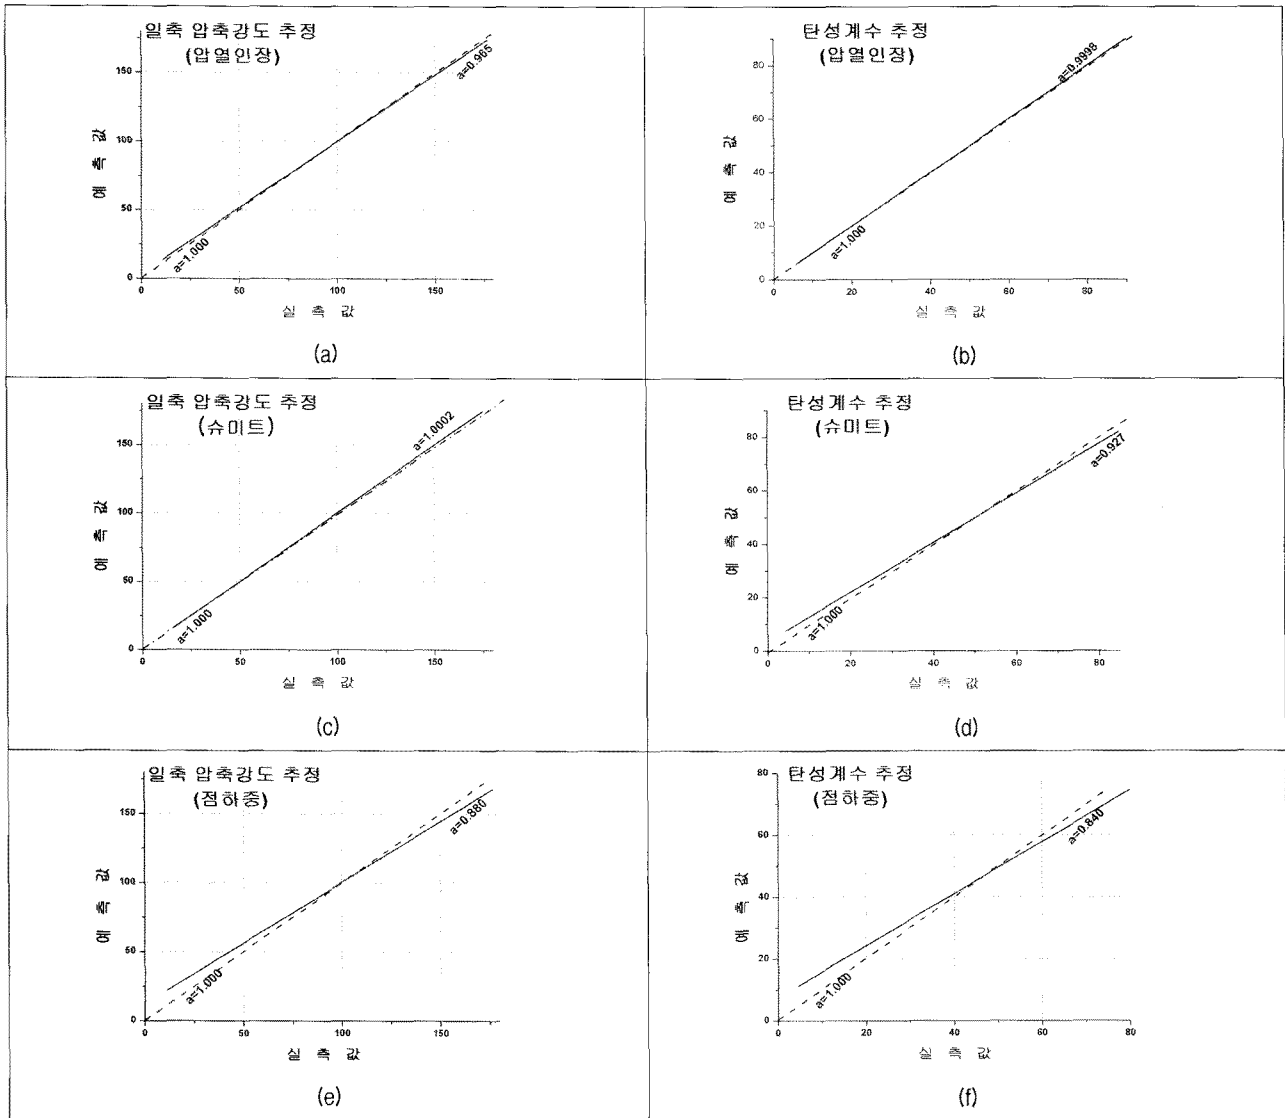 일축 압축강도 추정
(압열인장)
150
100
50
0
예 측 값
a=0.965
a=1.000
0
50
100
150
실 측 값
(a)
탄성계수 추정
(압열인장)
80
60
40
20
0
예 측 값
a=0.9998
a=1.000
0
20
40
60
80
실 측 값
(b)
일축 압축강도 추정
(슈미트)
150
100
50
0
예 측 값
a=1.0002
a=1.000
0
50
100
150
실 측 값
(c)
탄성계수 추정
(슈미트)
80
60
40
20
0
예 측 값
a=0.927
a=1.000
0
20
40
60
80
실 측 값
(d)
일축 압축강도 추정
(점하중)
150
100
50
0
예 측 값
a=0.880
a=1.000
0
50
100
150
실 측 값
(e)
탄성계수 추정
(점하중)
80
60
40
20
0
예 측 값
a=0.840
a=1.000
0
20
40
60
80
실 측 값
(f)